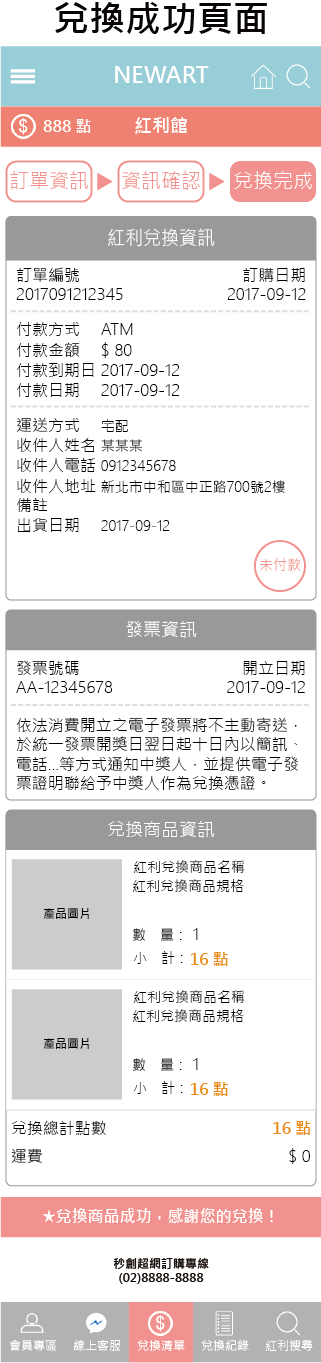 兌換成功頁面
NEWART
888 點
紅利館
訂單資訊
資訊確認
兌換完成
紅利兌換資訊
訂單編號 訂購日期
2017091212345 2017-09-12
付款方式 ATM
付款金額 $ 80
付款到期日 2017-09-12
付款日期 2017-09-12
運送方式 宅配
收件人姓名 某某某
收件人電話 0912345678
收件人地址 新北市中和區中正路700號2樓
備註
出貨日期 2017-09-12
未付款
發票資訊
發票號碼 開立日期
AA-12345678 2017-09-12
依法消費開立之電子發票將不主動寄送，
於統一發票開獎日翌日起十日內以簡訊、
電話...等方式通知中獎人，並提供電子發
票證明聯給予中獎人作為兌換憑證。
兌換商品資訊
產品圖片
紅利兌換商品名稱
紅利兌換商品規格
數 量： 1
小 計：16 點
產品圖片
紅利兌換商品名稱
紅利兌換商品規格
數 量： 1
小 計：16 點
兌換總計點數 16 點
運費 $ 0
★兌換商品成功，感謝您的兌換！
秒創超網訂購專線
(02)8888-8888
會員專區 線上客服 兌換清單 兌換紀錄 紅利搜尋